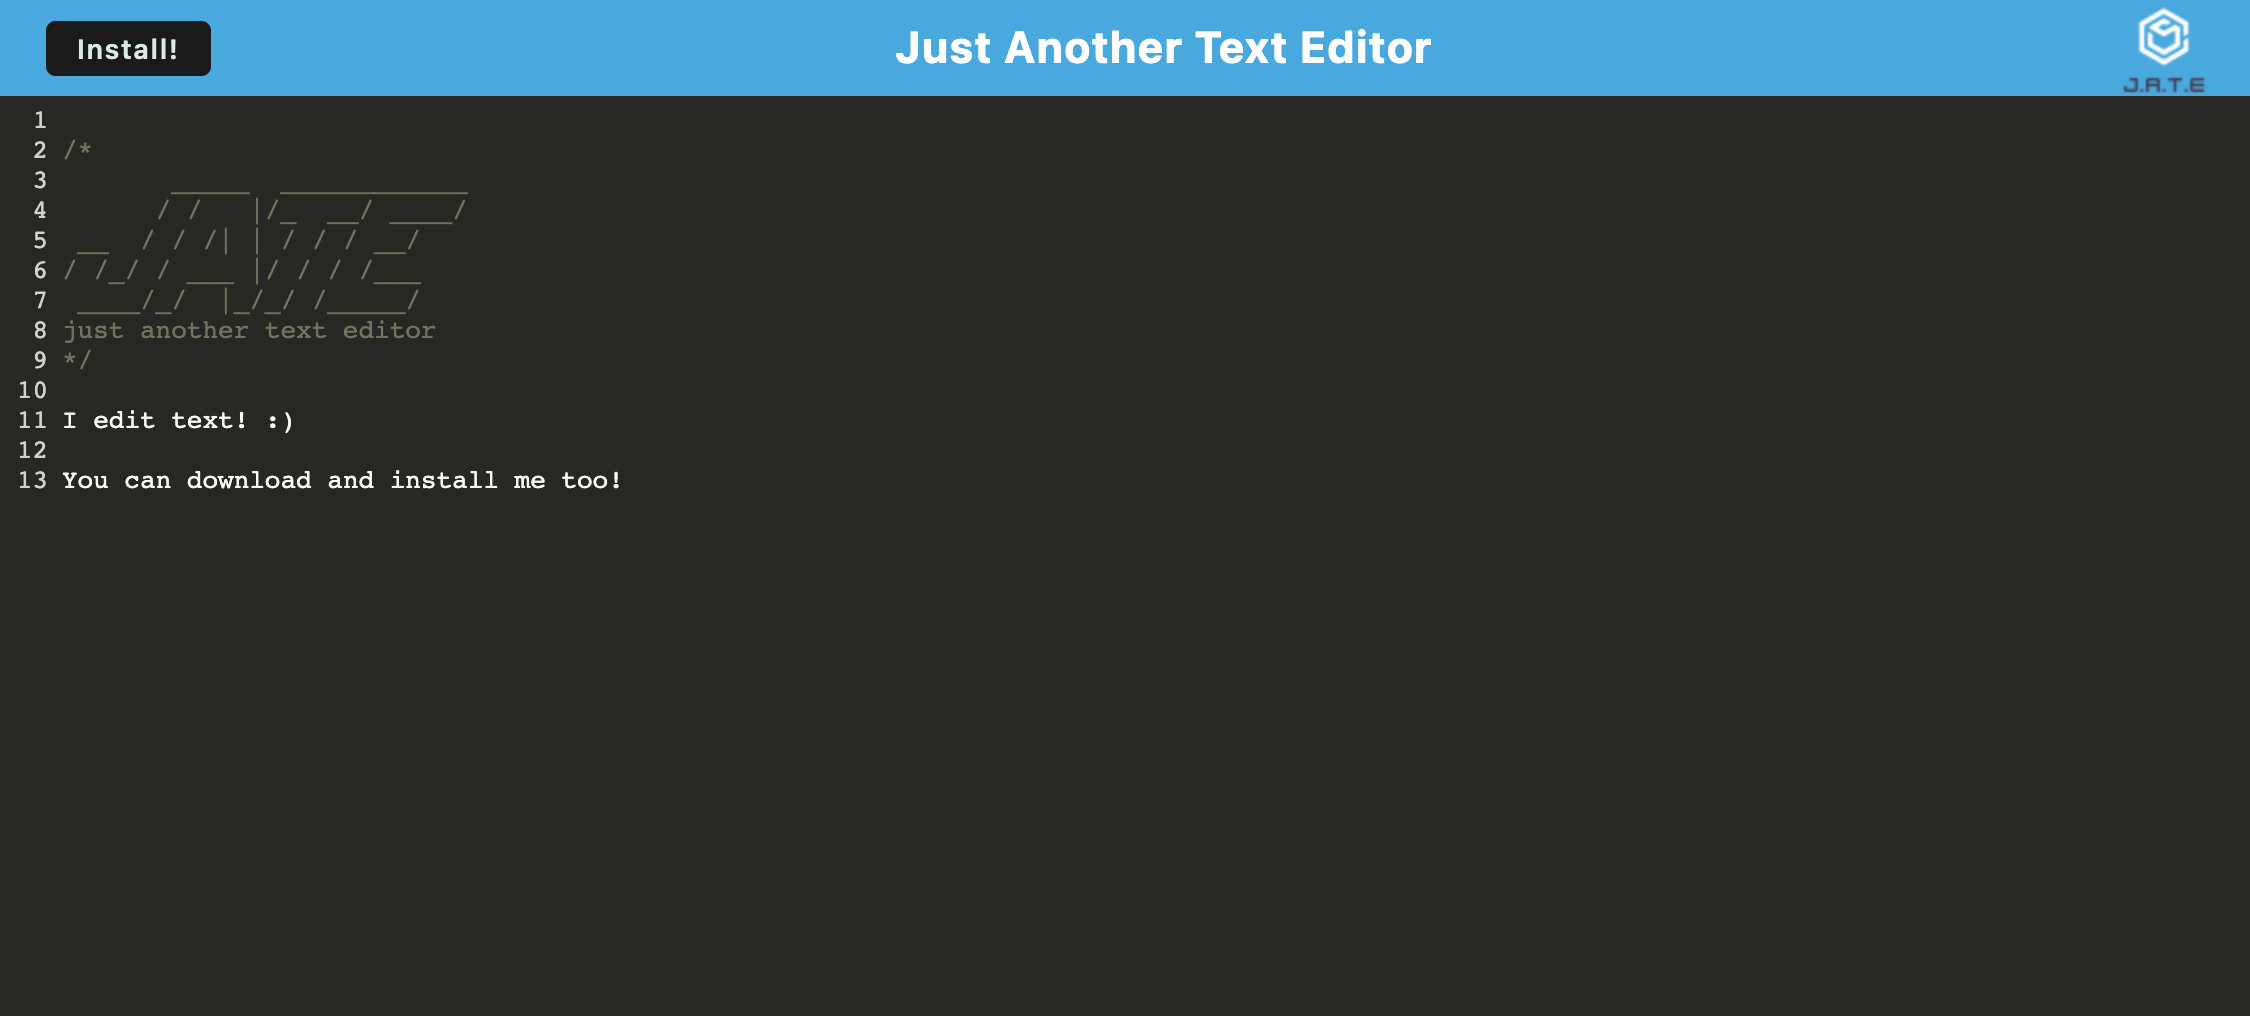 Install!
Just Another Text Editor
J.A.T.E
1
2 /*
3        _____  ____________
4       / /   |/_  __/ ____/
5  __  / / /| | / / / __/
6 / /_/ / ___ |/ / / /___
7  ____/_/  |_/_/ /_____/
8 just another text editor
9 */
10
11 I edit text! :)
12
13 You can download and install me too!